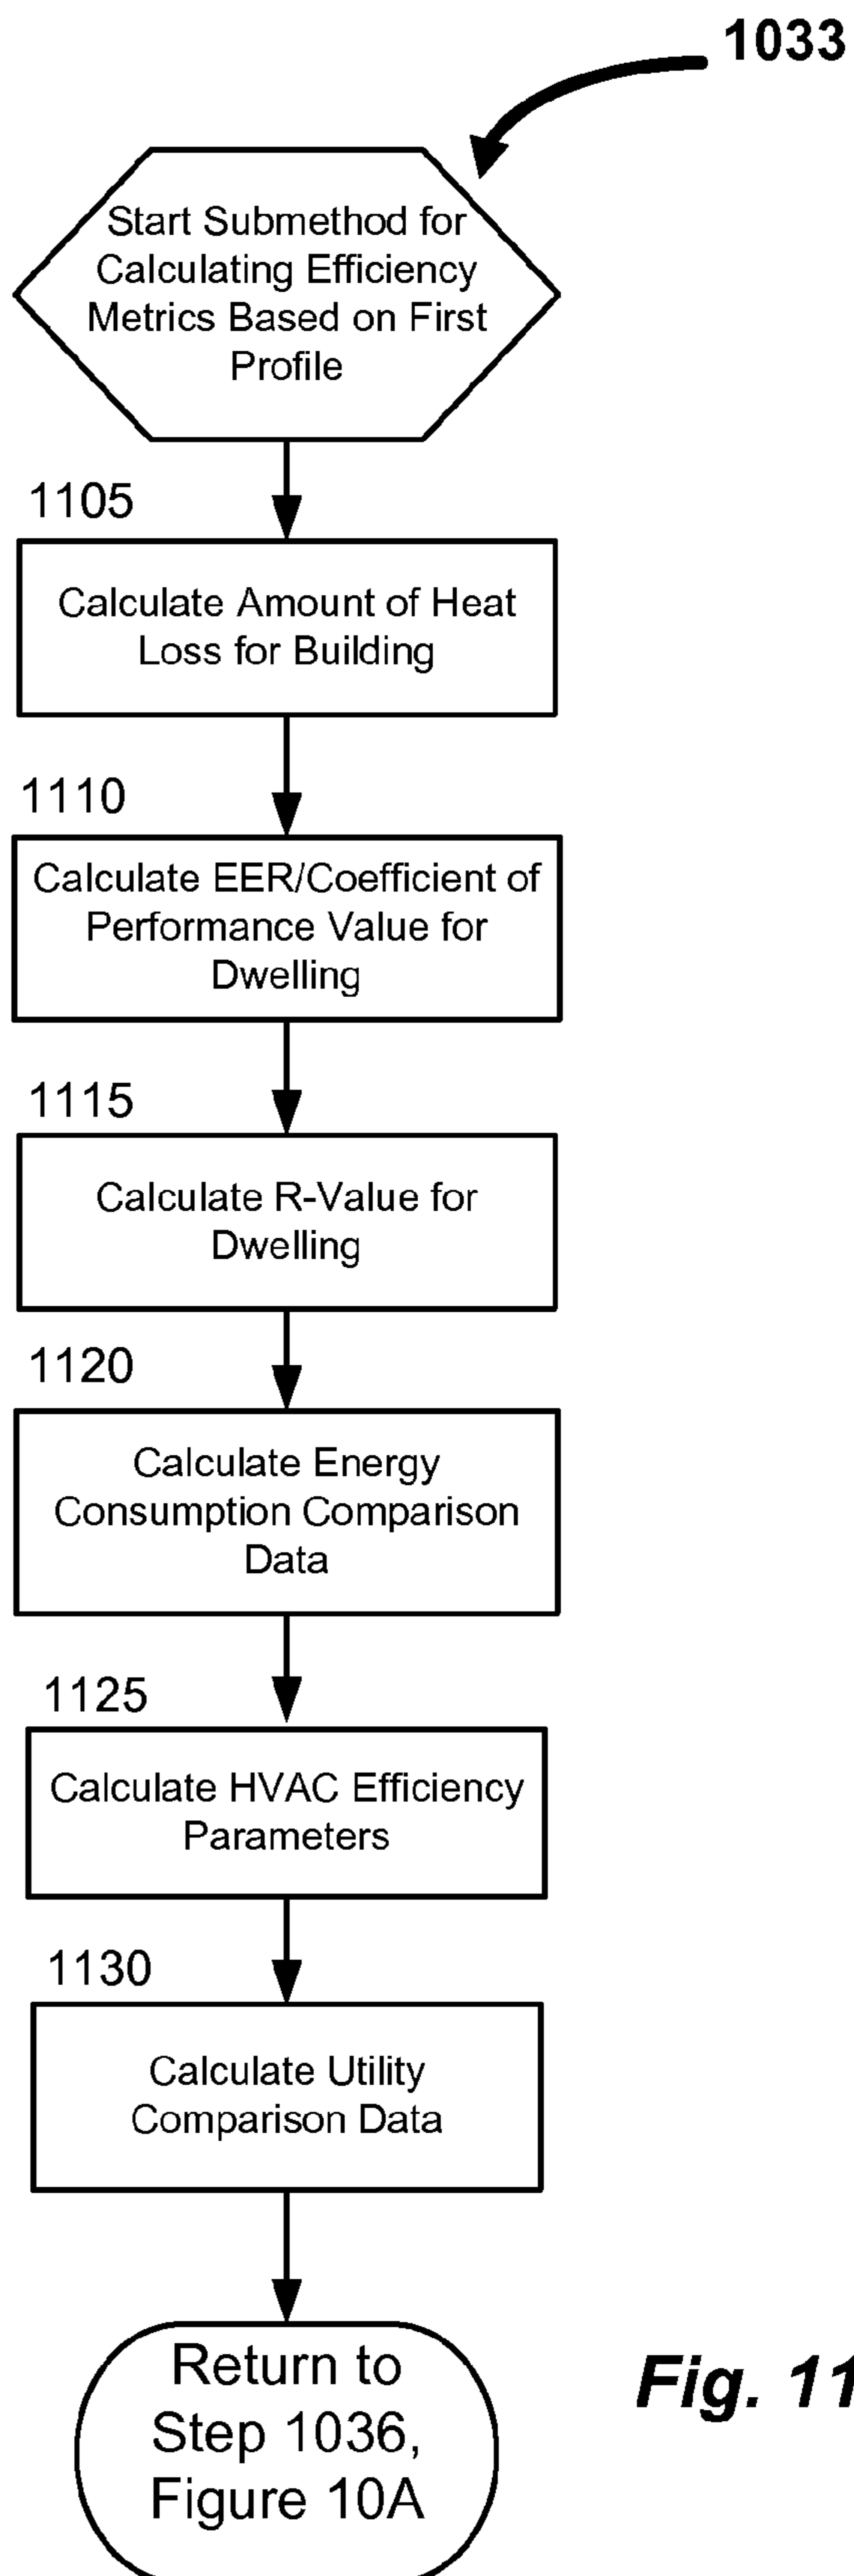 1033
Start Submethod for
Calculating Efficiency
Metrics Based on First
Profile
1105
Calculate Amount of Heat
Loss for Building
1110
Calculate EER/Coefficient of
Performance Value for
Dwelling
1115
Calculate R-Value for
Dwelling
1120
Calculate Energy
Consumption Comparison
Data
1125
Calculate HVAC Efficiency
Parameters
1130
Calculate Utility
Comparison Data
Return to
Step 1036,
Figure 10A
Fig. 11